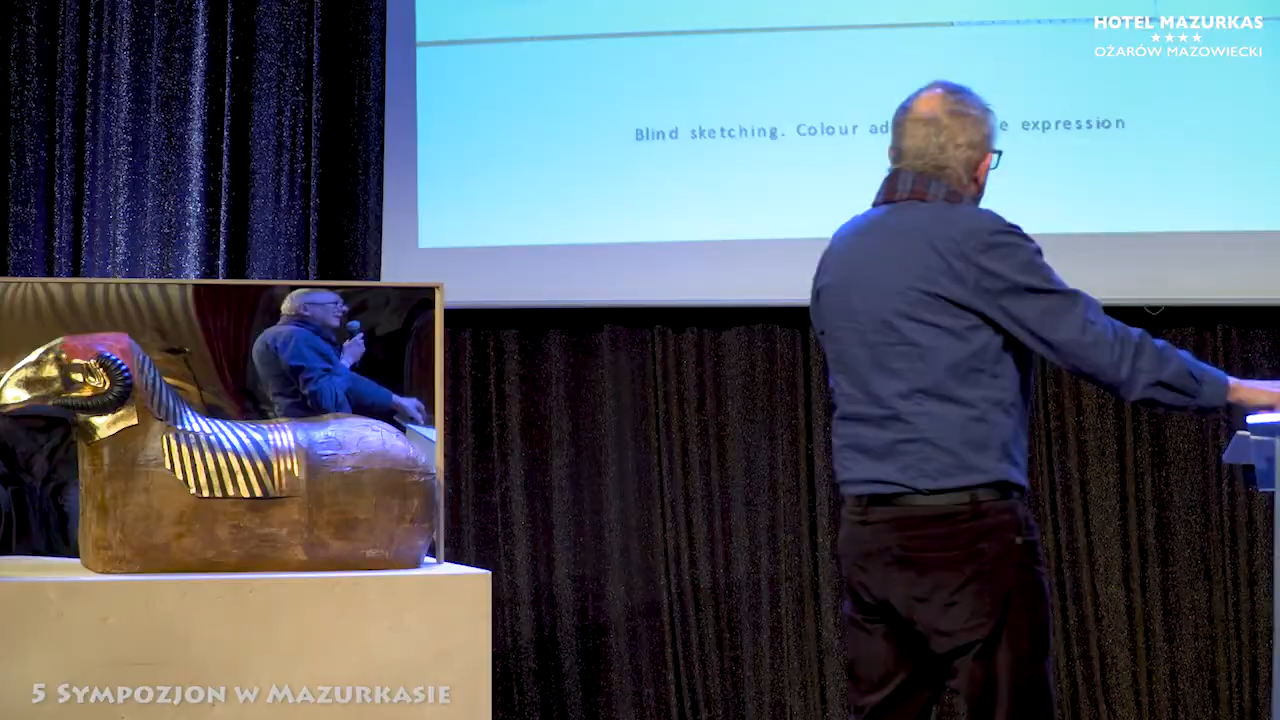 HOTEL MAZURKAS
★★★★
OŻARÓW MAZOWIECKI
Blind sketching. Colour ad e expression
5 SYMPOZJON W MAZURKASIE